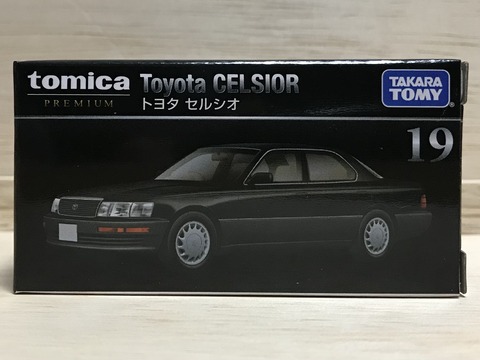 tomica Toyota CELSIOR
PREMIUM トヨタ セルシオ
TAKARA
TOMY
19